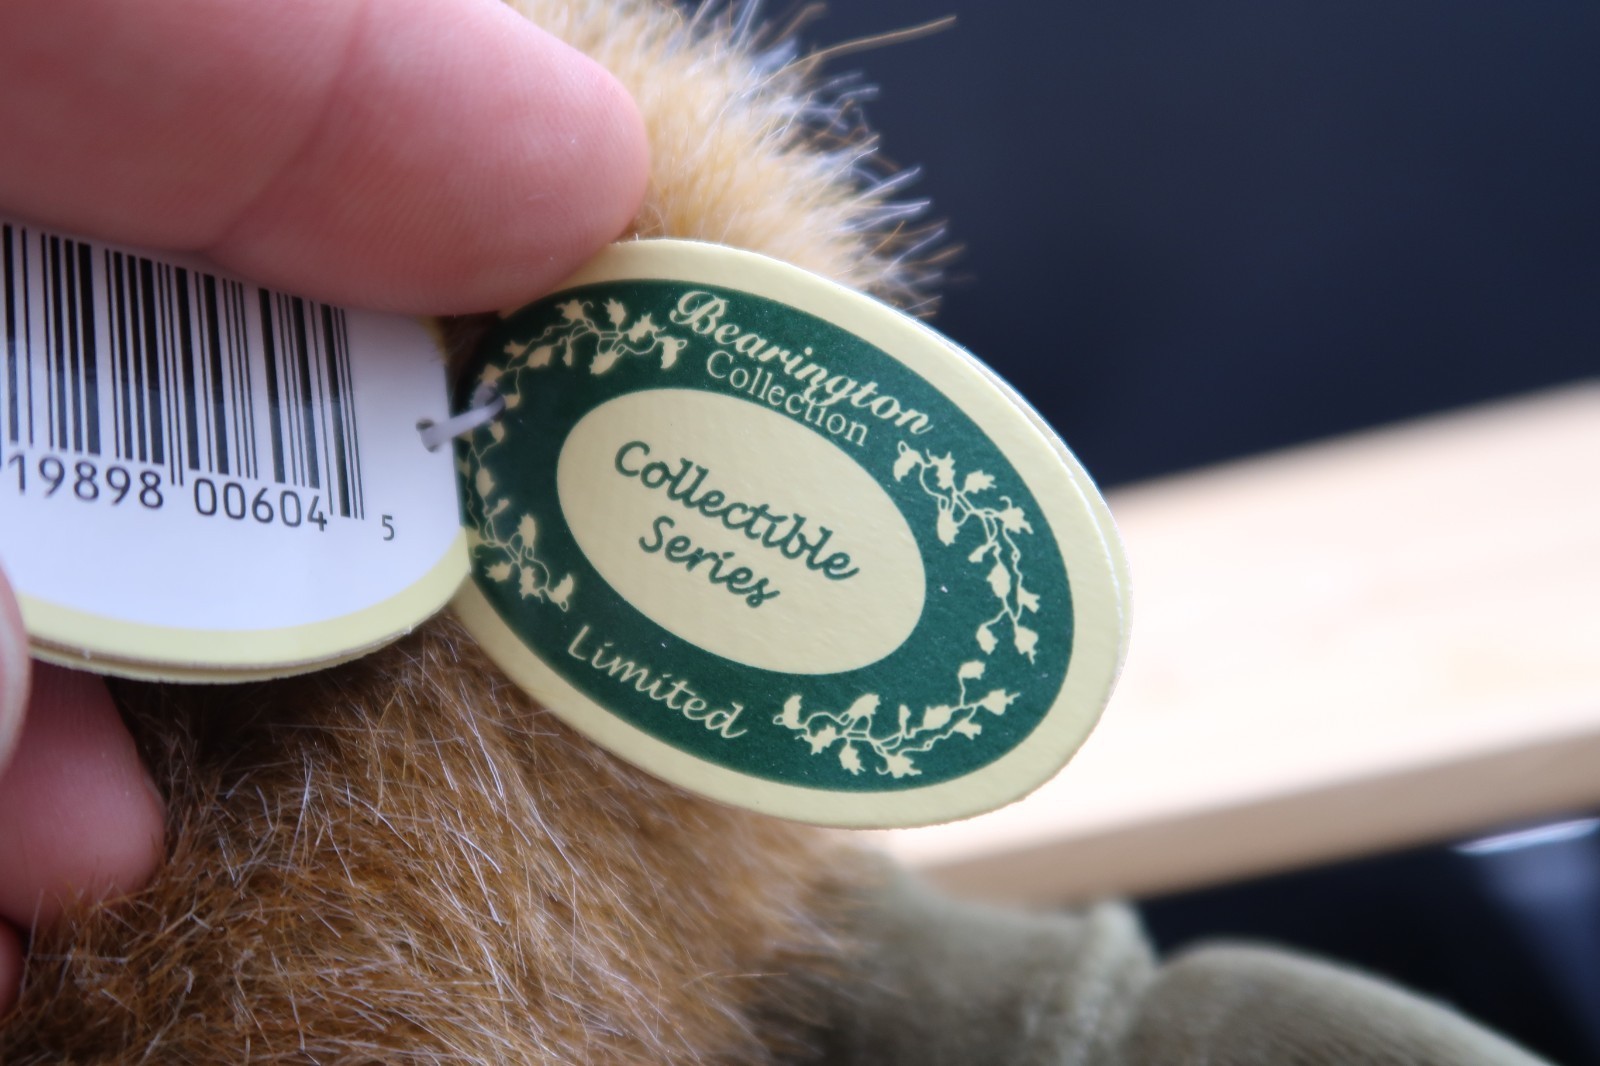 19898 00604 5
Bearington
Collection
Collectible
Series
Limited